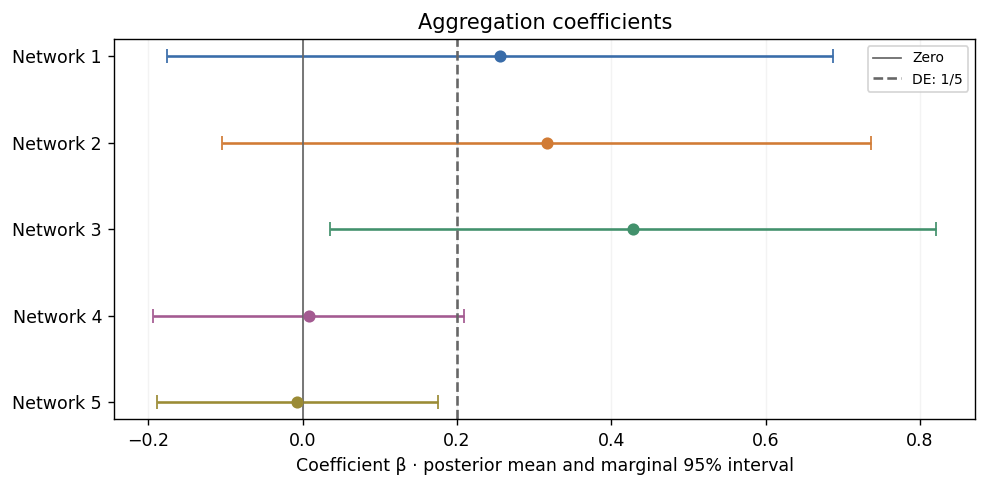 Aggregation coefficients
Network 1
Network 2
Network 3
Network 4
Network 5
Zero
DE: 1/5
−0.2 0.0 0.2 0.4 0.6 0.8
Coefficient β · posterior mean and marginal 95% interval